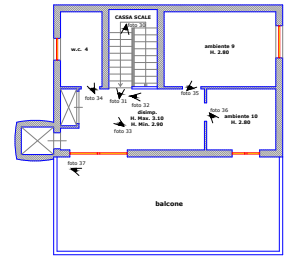 CASSA SCALE
foto 30
w.c. 4
ambiente 9
H. 2.80
foto 34
foto 31
foto 32
foto 35
disimp.
H. Max. 3.10
H. Min. 2.90
foto 33
foto 36
ambiente 10
H. 2.80
foto 37
balcone